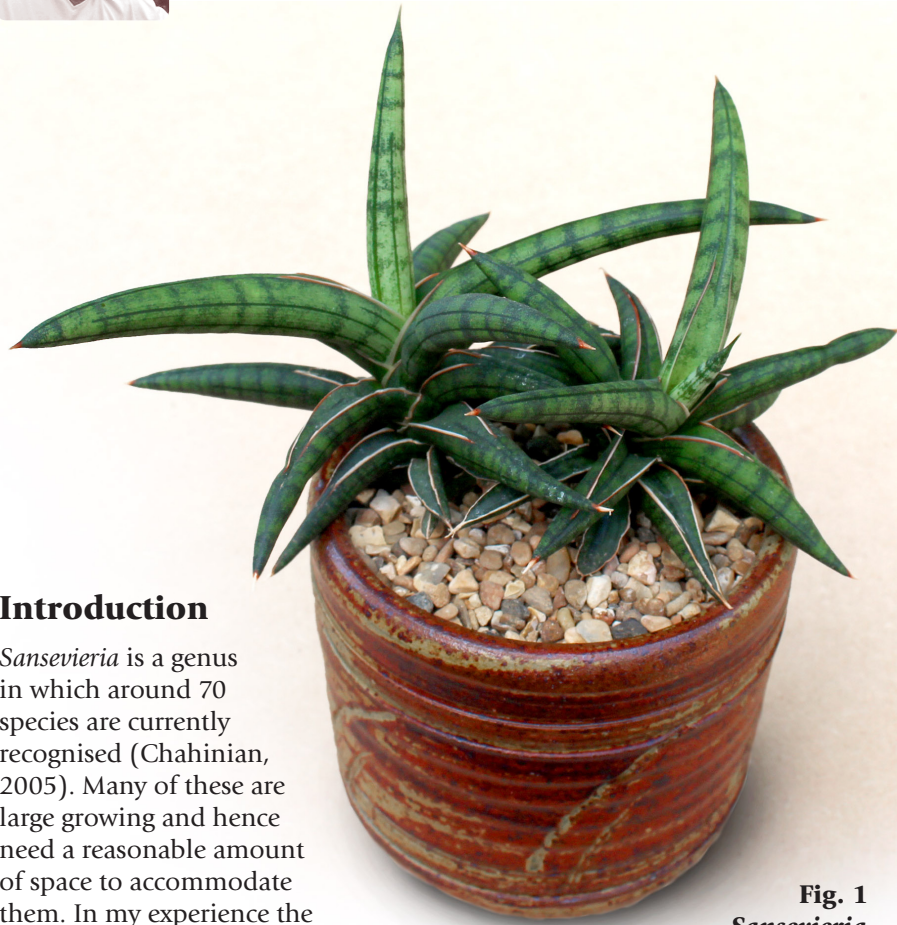 Introduction
Sansevieria is a genus
in which around 70
species are currently
recognised (Chahinian,
2005). Many of these are
large growing and hence
need a reasonable amount
of space to accommodate
them. In my experience the
Fig. 1
Sansevieria